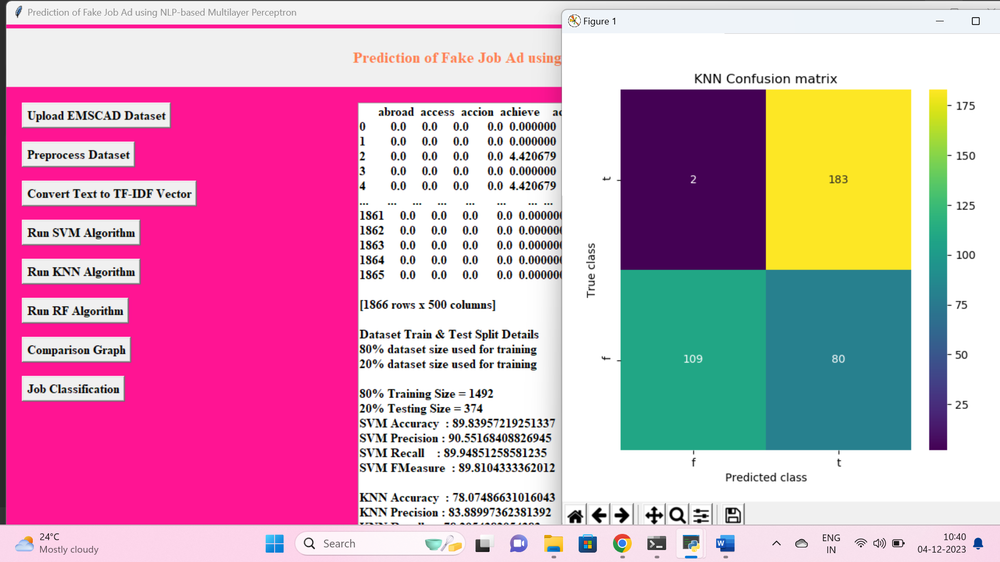 Prediction of Fake Job Ad using NLP-based Multilayer Perceptron
Prediction of Fake Job Ad using
Upload EMSCAD Dataset
Preprocess Dataset
Convert Text to TF-IDF Vector
Run SVM Algorithm
Run KNN Algorithm
Run RF Algorithm
Comparison Graph
Job Classification
abroad access accion achieve
0 0.0 0.0 0.0 0.0 0.000000
1 0.0 0.0 0.0 0.0 0.000000
2 0.0 0.0 0.0 0.0 4.420679
3 0.0 0.0 0.0 0.0 0.000000
4 0.0 0.0 0.0 0.0 4.420679
... ... ... ... ... ... ... ...
1861 0.0 0.0 0.0 0.0 0.000000
1862 0.0 0.0 0.0 0.0 0.000000
1863 0.0 0.0 0.0 0.0 0.000000
1864 0.0 0.0 0.0 0.0 0.000000
1865 0.0 0.0 0.0 0.0 0.000000
[1866 rows x 500 columns]
Dataset Train & Test Split Details
80% dataset size used for training
20% dataset size used for training
80% Training Size = 1492
20% Testing Size = 374
SVM Accuracy : 89.83957219251337
SVM Precision : 90.55168408826945
SVM Recall : 89.94851258581235
SVM FMeasure : 89.8104333362012
KNN Accuracy : 78.07486631016043
KNN Precision : 83.88997362381392
Figure 1
KNN Confusion matrix
True class
t
2
183
f
109
80
f
t
Predicted class
175
150
125
100
75
50
25
24°C
Mostly cloudy
Search
ENG
IN
10:40
04-12-2023